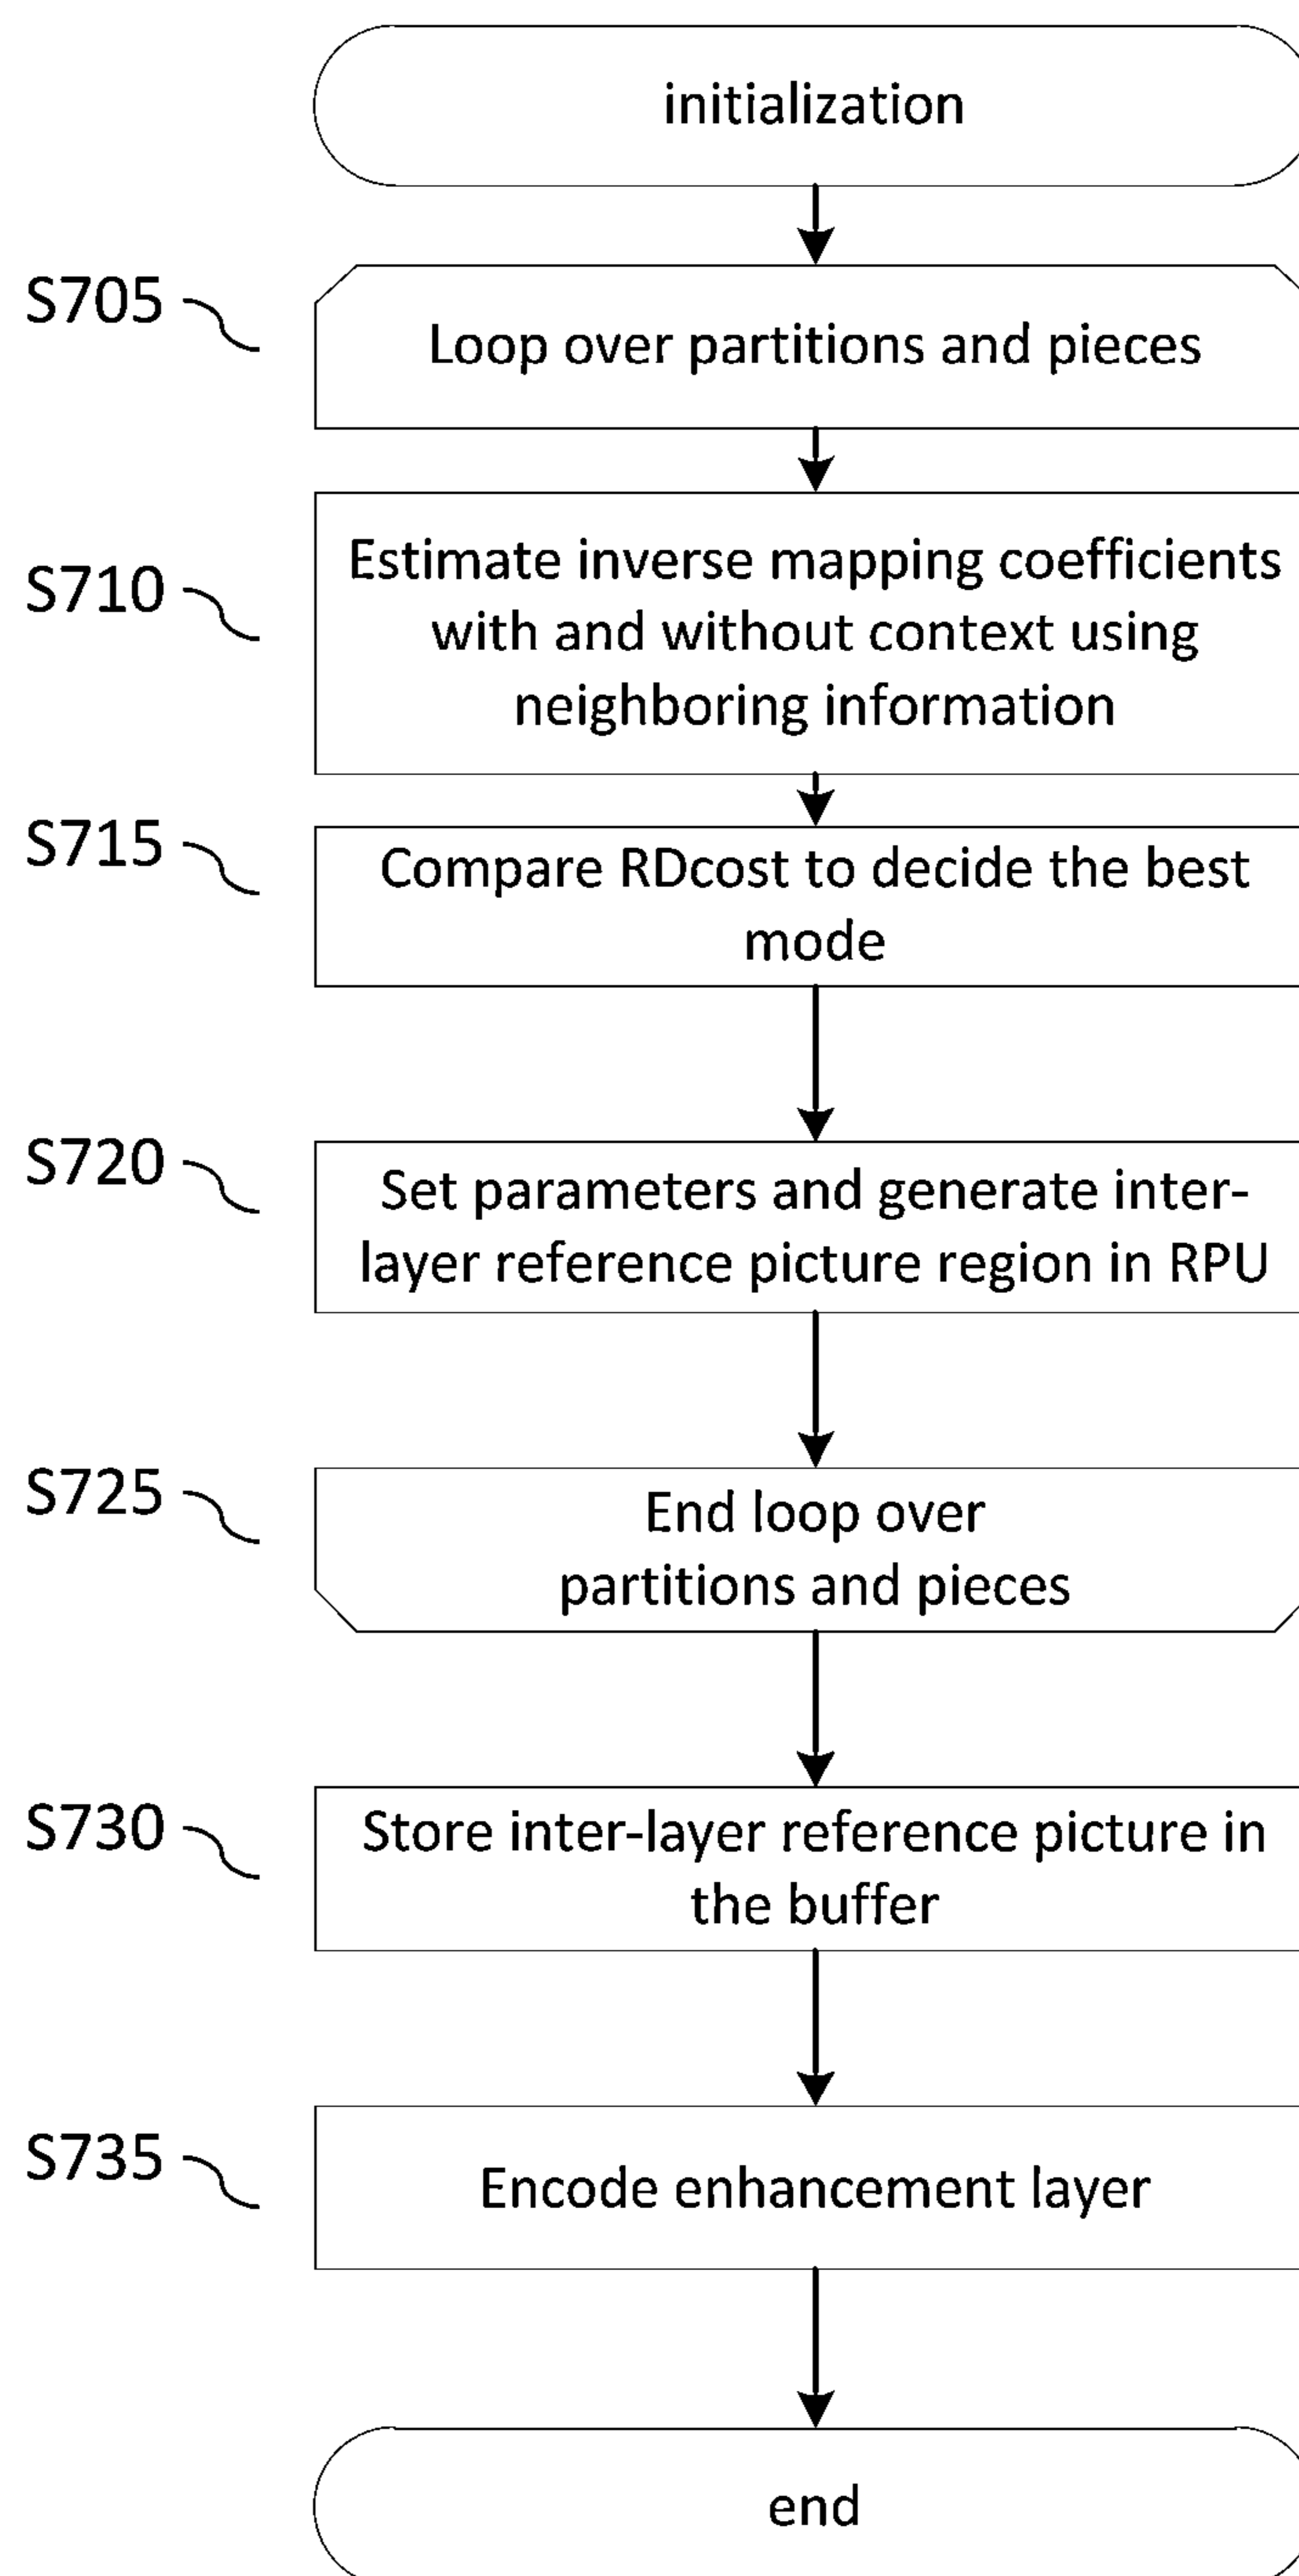 initialization
S705
Loop over partitions and pieces
S710
Estimate inverse mapping coefficients
with and without context using
neighboring information
S715
Compare RDcost to decide the best
mode
S720
Set parameters and generate inter-
layer reference picture region in RPU
S725
End loop over
partitions and pieces
S730
Store inter-layer reference picture in
the buffer
S735
Encode enhancement layer
end